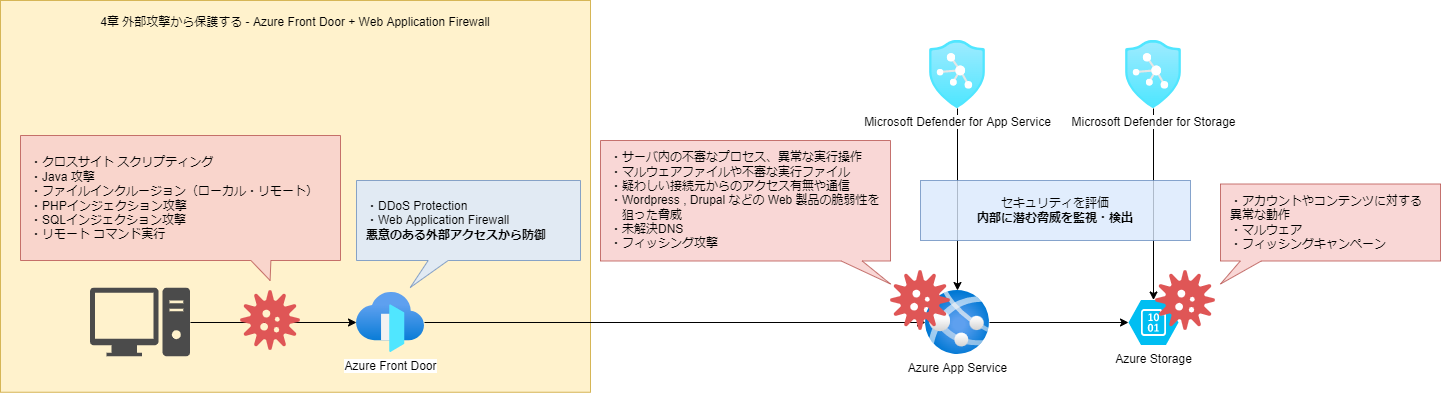 4章 外部攻撃から保護する - Azure Front Door + Web Application Firewall
・クロスサイト スクリプティング
・Java 攻撃
・ファイルインクルージョン（ローカル・リモート）
・PHPインジェクション攻撃
・SQLインジェクション攻撃
・リモート コマンド実行
・DDoS Protection
・Web Application Firewall
悪意のある外部アクセスから防御
Azure Front Door
Microsoft Defender for App Service
Microsoft Defender for Storage
・サーバ内の不審なプロセス、異常な実行操作
・マルウェアファイルや不審な実行ファイル
・疑わしい接続元からのアクセス有無や通信
・Wordpress , Drupal などの Web 製品の脆弱性を
狙った脅威
・未解決DNS
・フィッシング攻撃
セキュリティを評価
内部に潜む脅威を監視・検出
・アカウントやコンテンツに対する
異常な動作
・マルウェア
・フィッシングキャンペーン
10
01
Azure App Service
Azure Storage